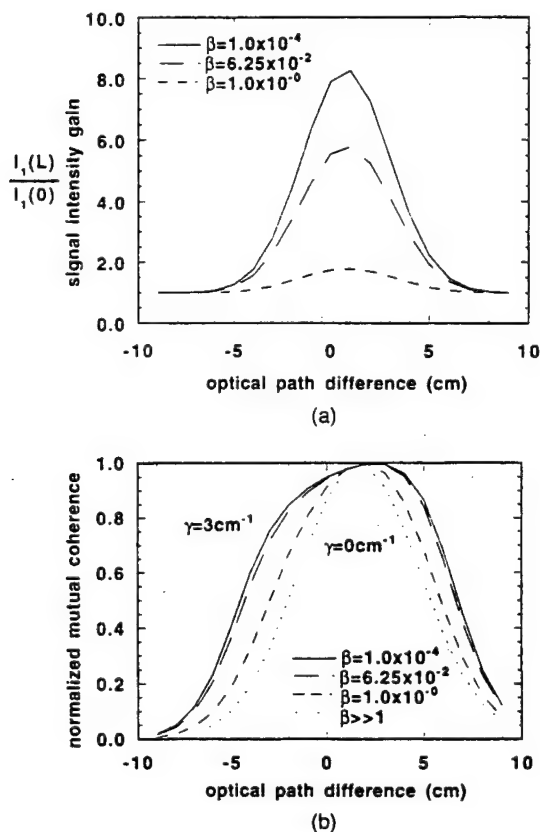 10.0
β=1.0x10⁻⁴
β=6.25x10⁻²
β=1.0x10⁻⁰
8.0
6.0
4.0
2.0
0.0
I₁(L)
I₁(0)
signal intensity gain
-10
-5
0
5
10
optical path difference (cm)
(a)
1.0
0.8
0.6
0.4
0.2
0.0
normalized mutual coherence
γ=3cm⁻¹
γ=0cm⁻¹
β=1.0x10⁻⁴
β=6.25x10⁻²
β=1.0x10⁻⁰
β>>1
-10
-5
0
5
10
optical path difference (cm)
(b)